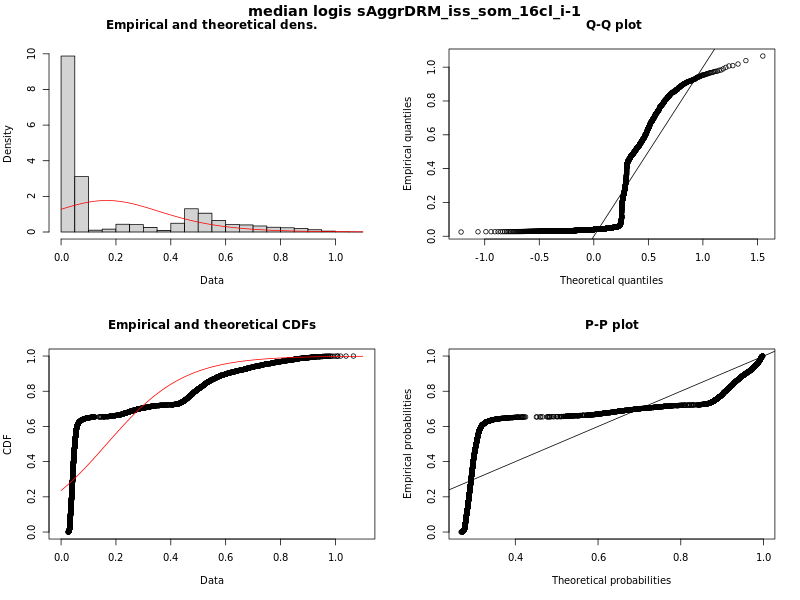 median logis sAggrDRM_iss_som_16cl_i-1
Empirical and theoretical dens.
Density
0 2 4 6 8 10
0.0 0.2 0.4 0.6 0.8 1.0
Data
Q-Q plot
Empirical quantiles
0.0 0.2 0.4 0.6 0.8 1.0
-1.0 -0.5 0.0 0.5 1.0 1.5
Theoretical quantiles
Empirical and theoretical CDFs
CDF
0.0 0.2 0.4 0.6 0.8 1.0
0.0 0.2 0.4 0.6 0.8 1.0
Data
P-P plot
Empirical probabilities
0.0 0.2 0.4 0.6 0.8 1.0
0.4 0.6 0.8 1.0
Theoretical probabilities